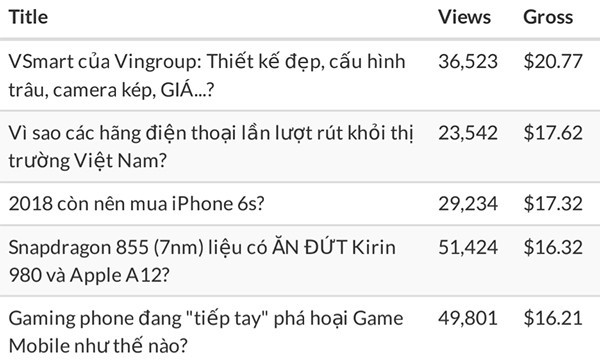 Title Views Gross
VSmart của Vingroup: Thiết kế đẹp, cấu hình 36,523 $20.77
trâu, camera kép, GIÁ...?
Vì sao các hãng điện thoại lần lượt rút khỏi thị 23,542 $17.62
trường Việt Nam?
2018 còn nên mua iPhone 6s? 29,234 $17.32
Snapdragon 855 (7nm) liệu có ĂN ĐỨT Kirin 51,424 $16.32
980 và Apple A12?
Gaming phone đang "tiếp tay" phá hoại Game 49,801 $16.21
Mobile như thế nào?